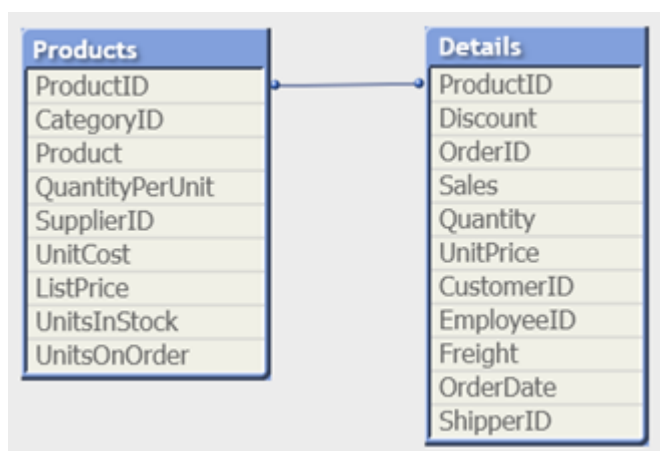 Products
ProductID
CategoryID
Product
QuantityPerUnit
SupplierID
UnitCost
ListPrice
UnitsInStock
UnitsOnOrder
Details
ProductID
Discount
OrderID
Sales
Quantity
UnitPrice
CustomerID
EmployeeID
Freight
OrderDate
ShipperID